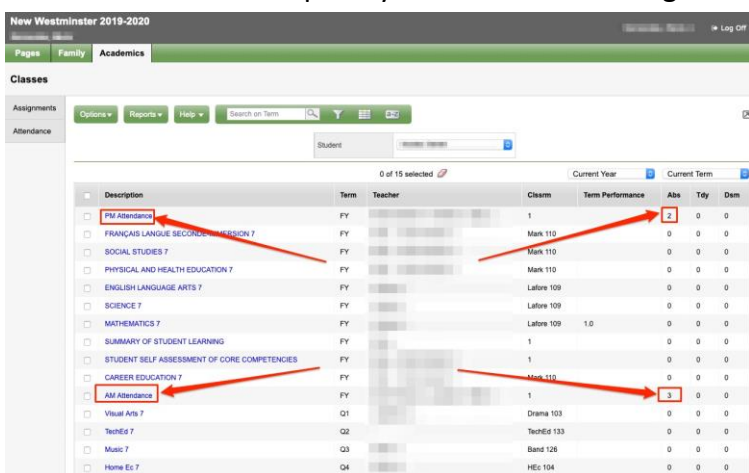 New Westminster 2019-2020
Log Off
Pages Family Academics
Classes
Assignments
Attendance
Options Reports Help Search on Term
Student
0 of 15 selected Current Year Current Term
Description Term Teacher Clssrm Term Performance Abs Tdy Dsm
PM Attendance FY 1 2 0 0
FRANÇAIS LANGUE SECONDE 7 FY Mark 110 0 0 0
SOCIAL STUDIES 7 FY Mark 110 0 0 0
PHYSICAL AND HEALTH EDUCATION 7 FY Mark 110 0 0 0
ENGLISH LANGUAGE ARTS 7 FY Lafore 109 0 0 0
SCIENCE 7 FY Lafore 109 0 0 0
MATHEMATICS 7 FY Lafore 109 1.0 0 0 0
SUMMARY OF STUDENT LEARNING FY 1 0 0 0
STUDENT SELF ASSESSMENT OF CORE COMPETENCIES FY 1 0 0 0
CAREER EDUCATION 7 FY Mark 110 0 0 0
AM Attendance FY 1 3 0 0
Visual Arts 7 Q1 Drama 103 0 0 0
TechEd 7 Q2 TechEd 133 0 0 0
Music 7 Q3 Band 126 0 0 0
Home Ec 7 Q4 HEc 104 0 0 0